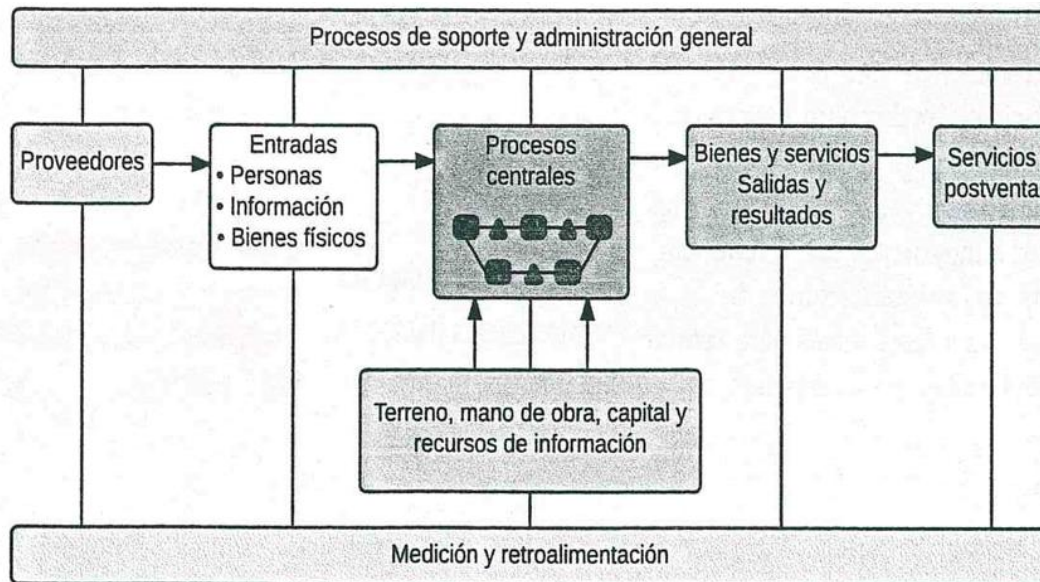 Procesos de soporte y administración general
Proveedores
Entradas
• Personas
• Información
• Bienes físicos
Procesos
centrales
Bienes y servicios
Salidas y
resultados
Servicios
postventa
Terreno, mano de obra, capital y
recursos de información
Medición y retroalimentación